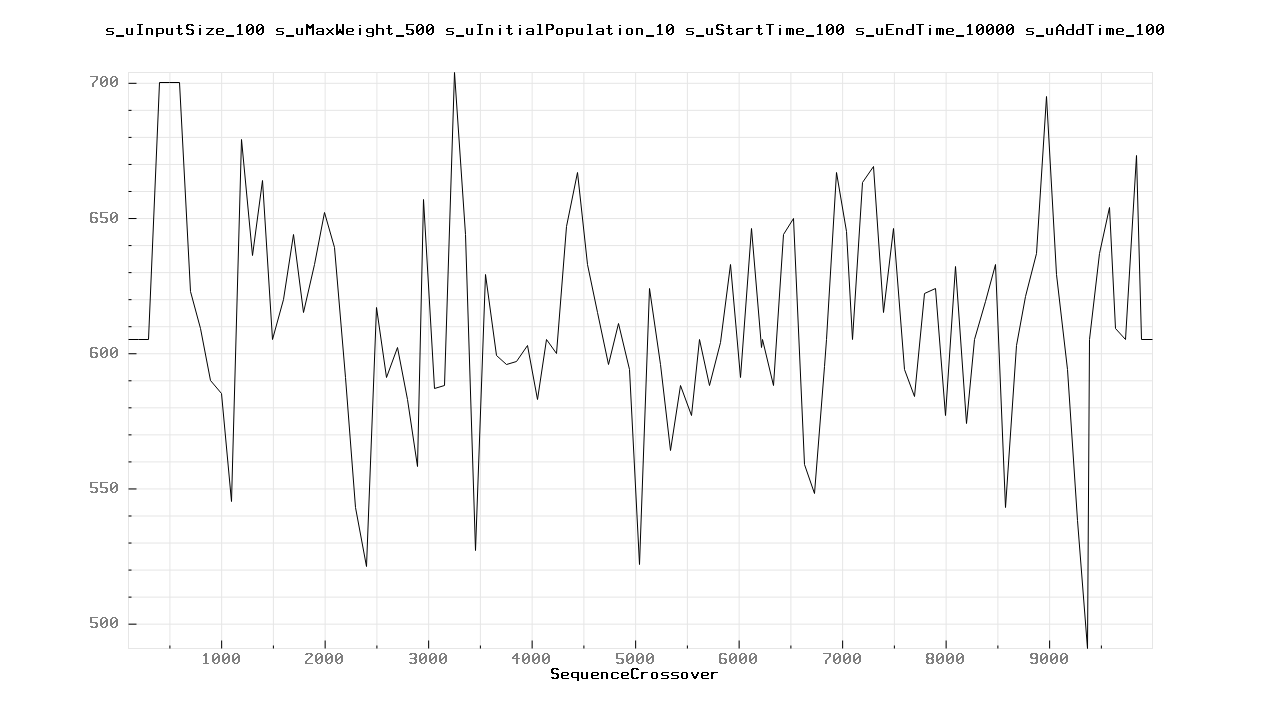 s_uInputSize_100 s_uMaxWeight_500 s_uInitialPopulation_10 s_uStartTime_100 s_uEndTime_10000 s_uAddTime_100
700
650
600
550
500
1000 2000 3000 4000 5000 6000 7000 8000 9000
SequenceCrossover